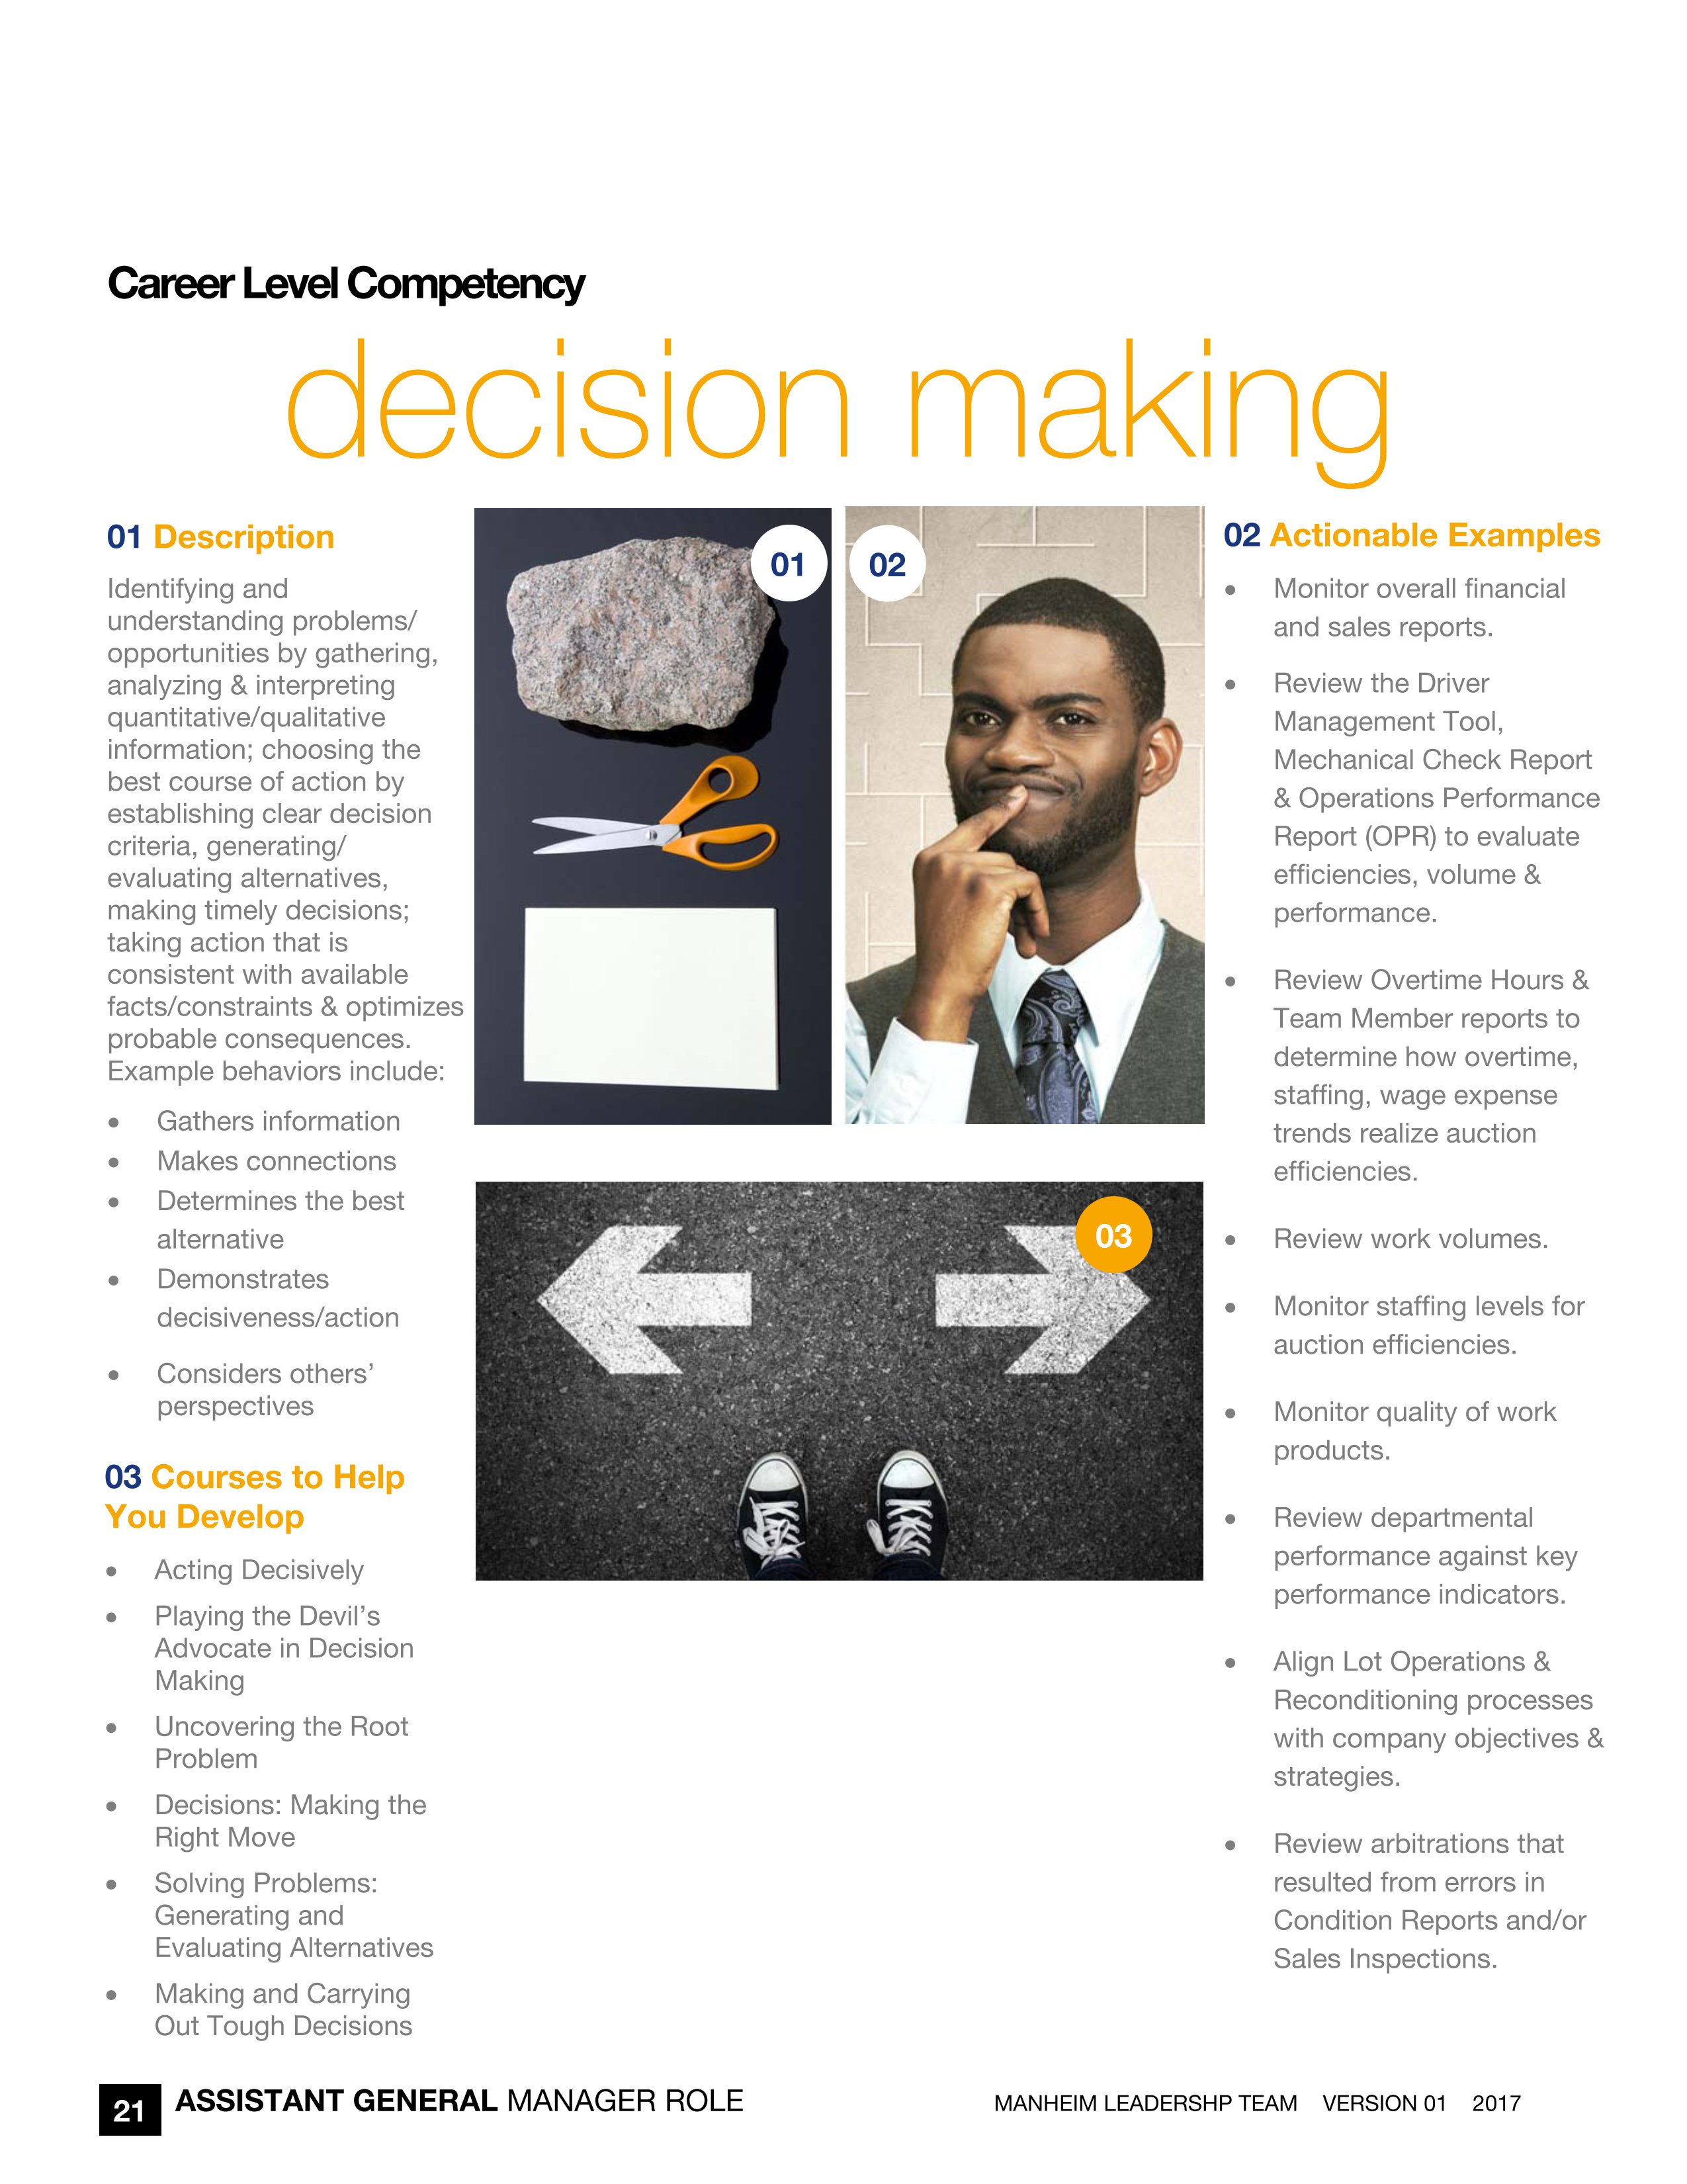 Career Level Competency
decision making
01 Description
Identifying and
understanding problems/
opportunities by gathering,
analyzing & interpreting
quantitative/qualitative
information; choosing the
best course of action by
establishing clear decision
criteria, generating/
evaluating alternatives,
making timely decisions;
taking action that is
consistent with available
facts/constraints & optimizes
probable consequences.
Example behaviors include:
• Gathers information
• Makes connections
• Determines the best
alternative
• Demonstrates
decisiveness/action
• Considers others’
perspectives
03 Courses to Help
You Develop
• Acting Decisively
• Playing the Devil’s
Advocate in Decision
Making
• Uncovering the Root
Problem
• Decisions: Making the
Right Move
• Solving Problems:
Generating and
Evaluating Alternatives
• Making and Carrying
Out Tough Decisions
01
02
03
02 Actionable Examples
• Monitor overall financial
and sales reports.
• Review the Driver
Management Tool,
Mechanical Check Report
& Operations Performance
Report (OPR) to evaluate
efficiencies, volume &
performance.
• Review Overtime Hours &
Team Member reports to
determine how overtime,
staffing, wage expense
trends realize auction
efficiencies.
• Review work volumes.
• Monitor staffing levels for
auction efficiencies.
• Monitor quality of work
products.
• Review departmental
performance against key
performance indicators.
• Align Lot Operations &
Reconditioning processes
with company objectives &
strategies.
• Review arbitrations that
resulted from errors in
Condition Reports and/or
Sales Inspections.
21 ASSISTANT GENERAL MANAGER ROLE
MANHEIM LEADERSHP TEAM VERSION 01 2017